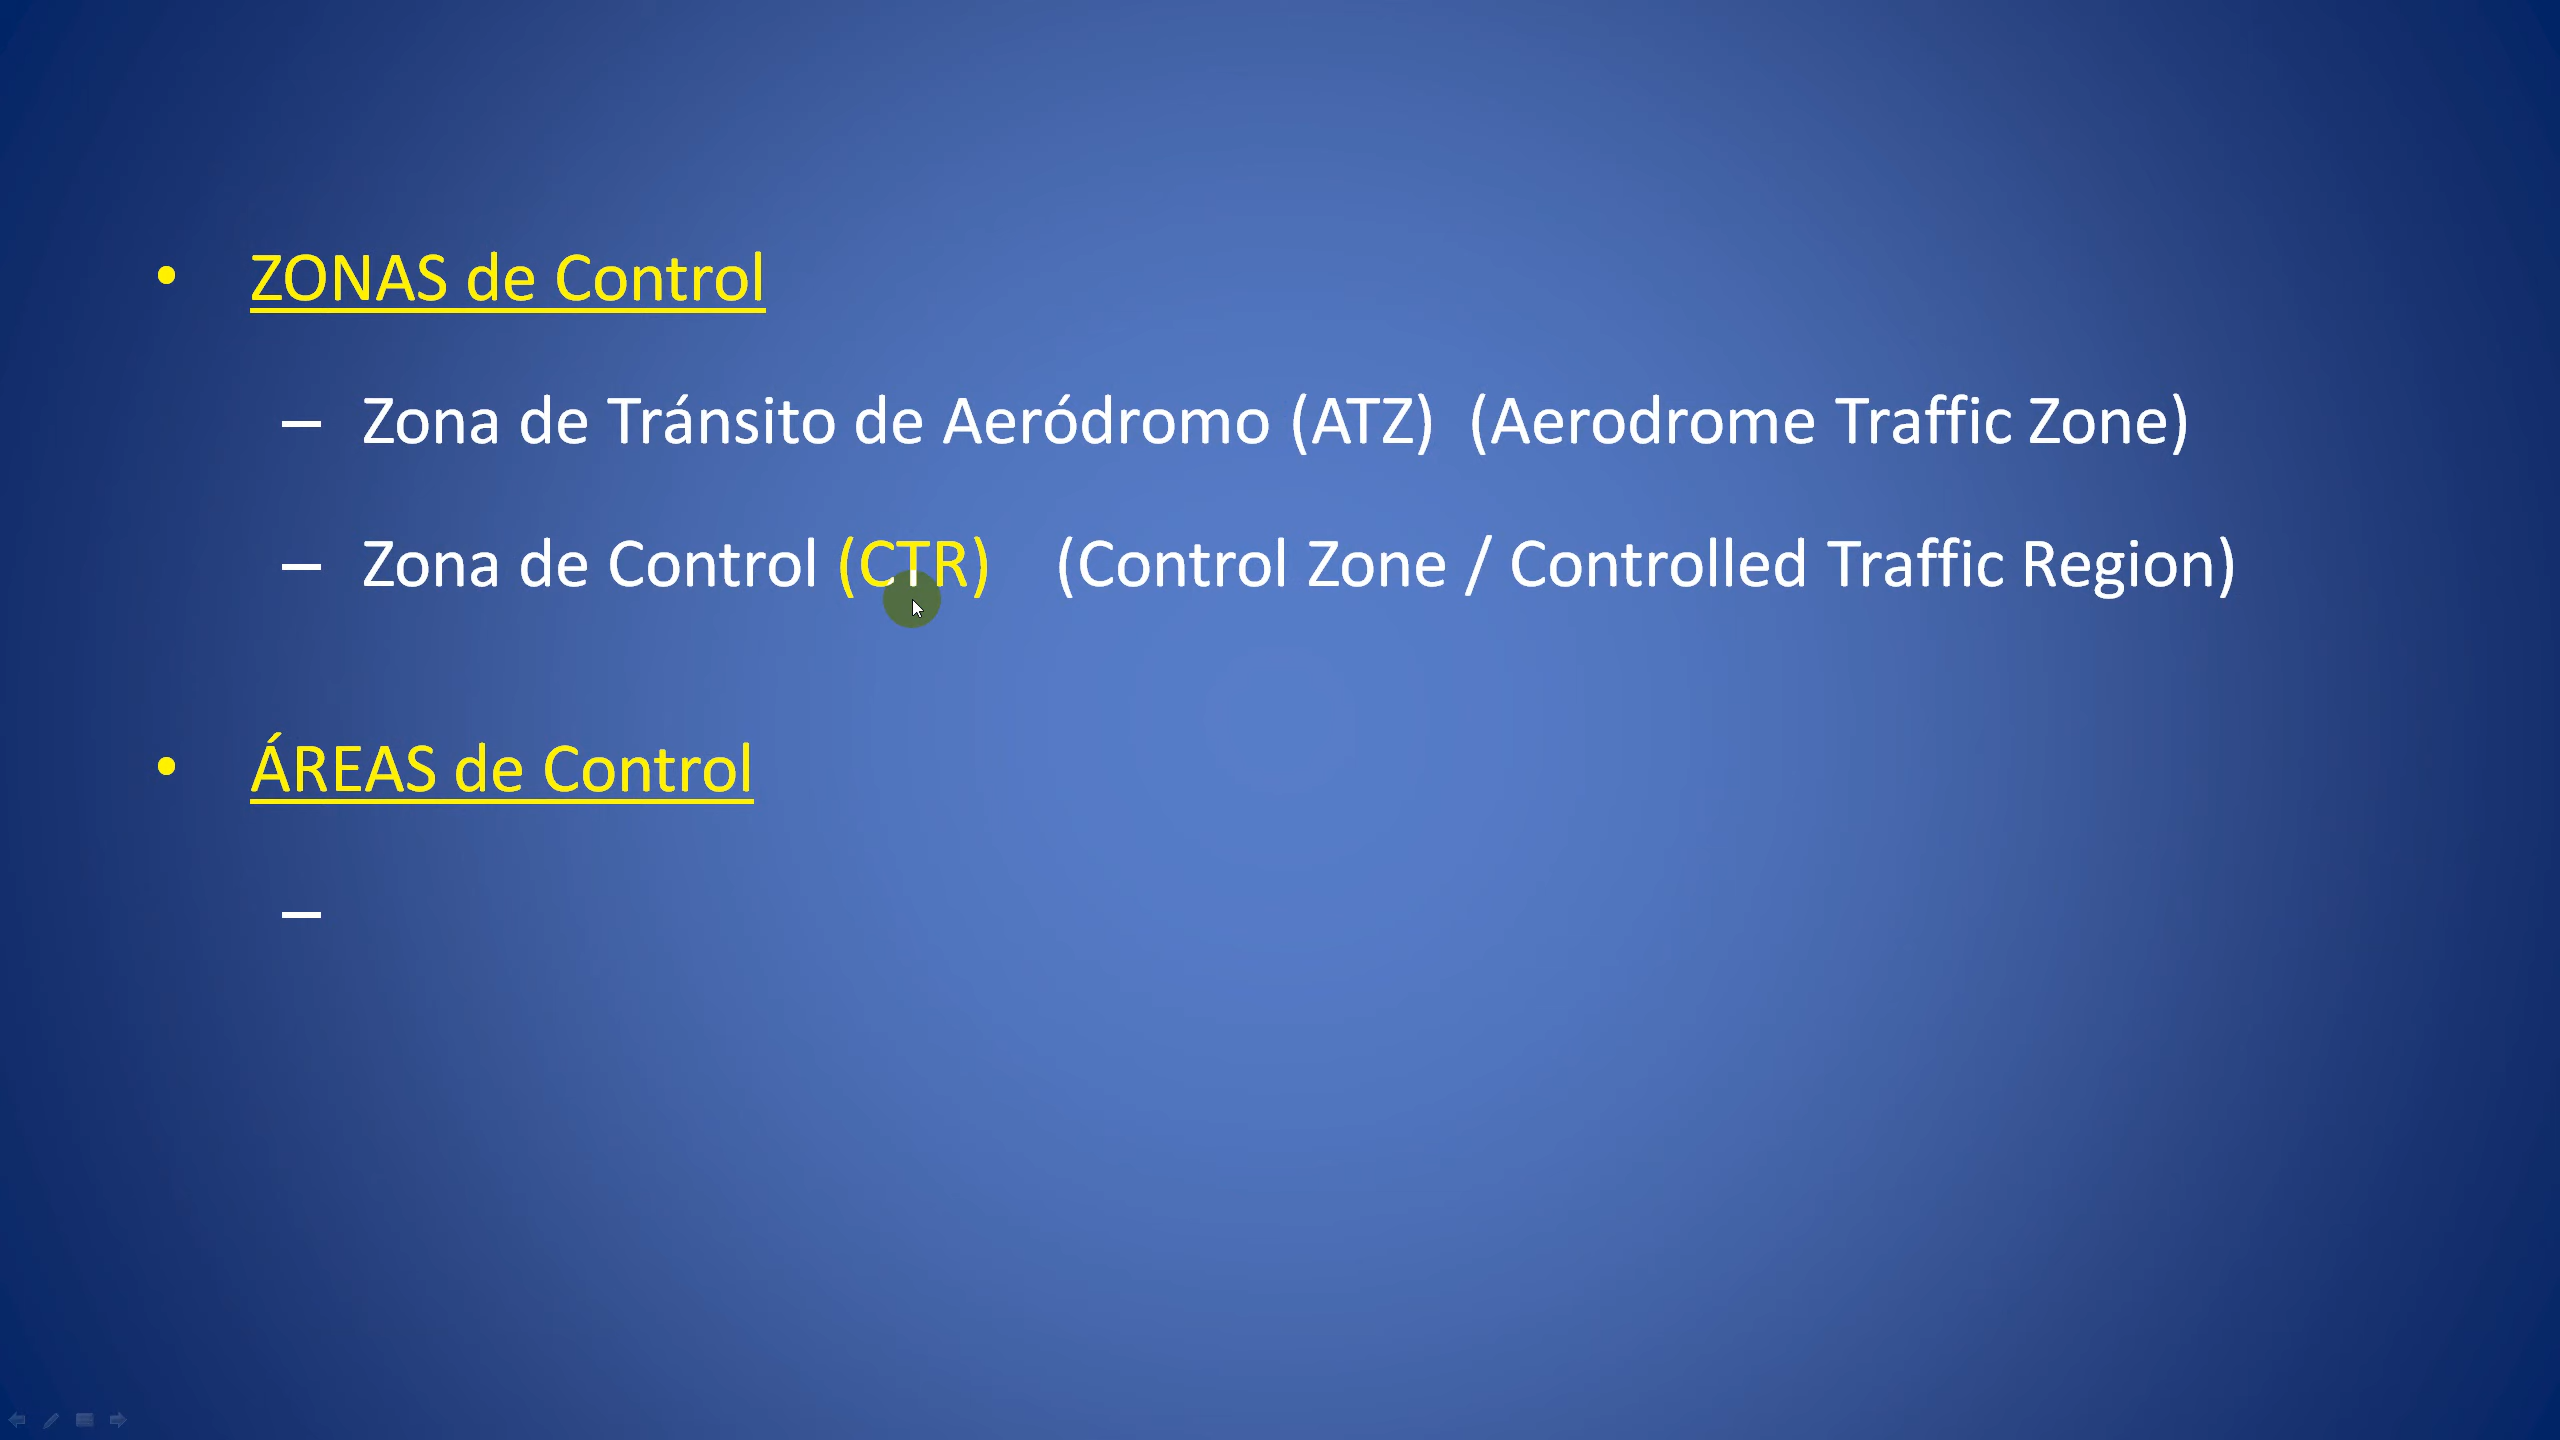 • ZONAS de Control
– Zona de Tránsito de Aeródromo (ATZ) (Aerodrome Traffic Zone)
– Zona de Control (CTR) (Control Zone / Controlled Traffic Region)
• ÁREAS de Control
–